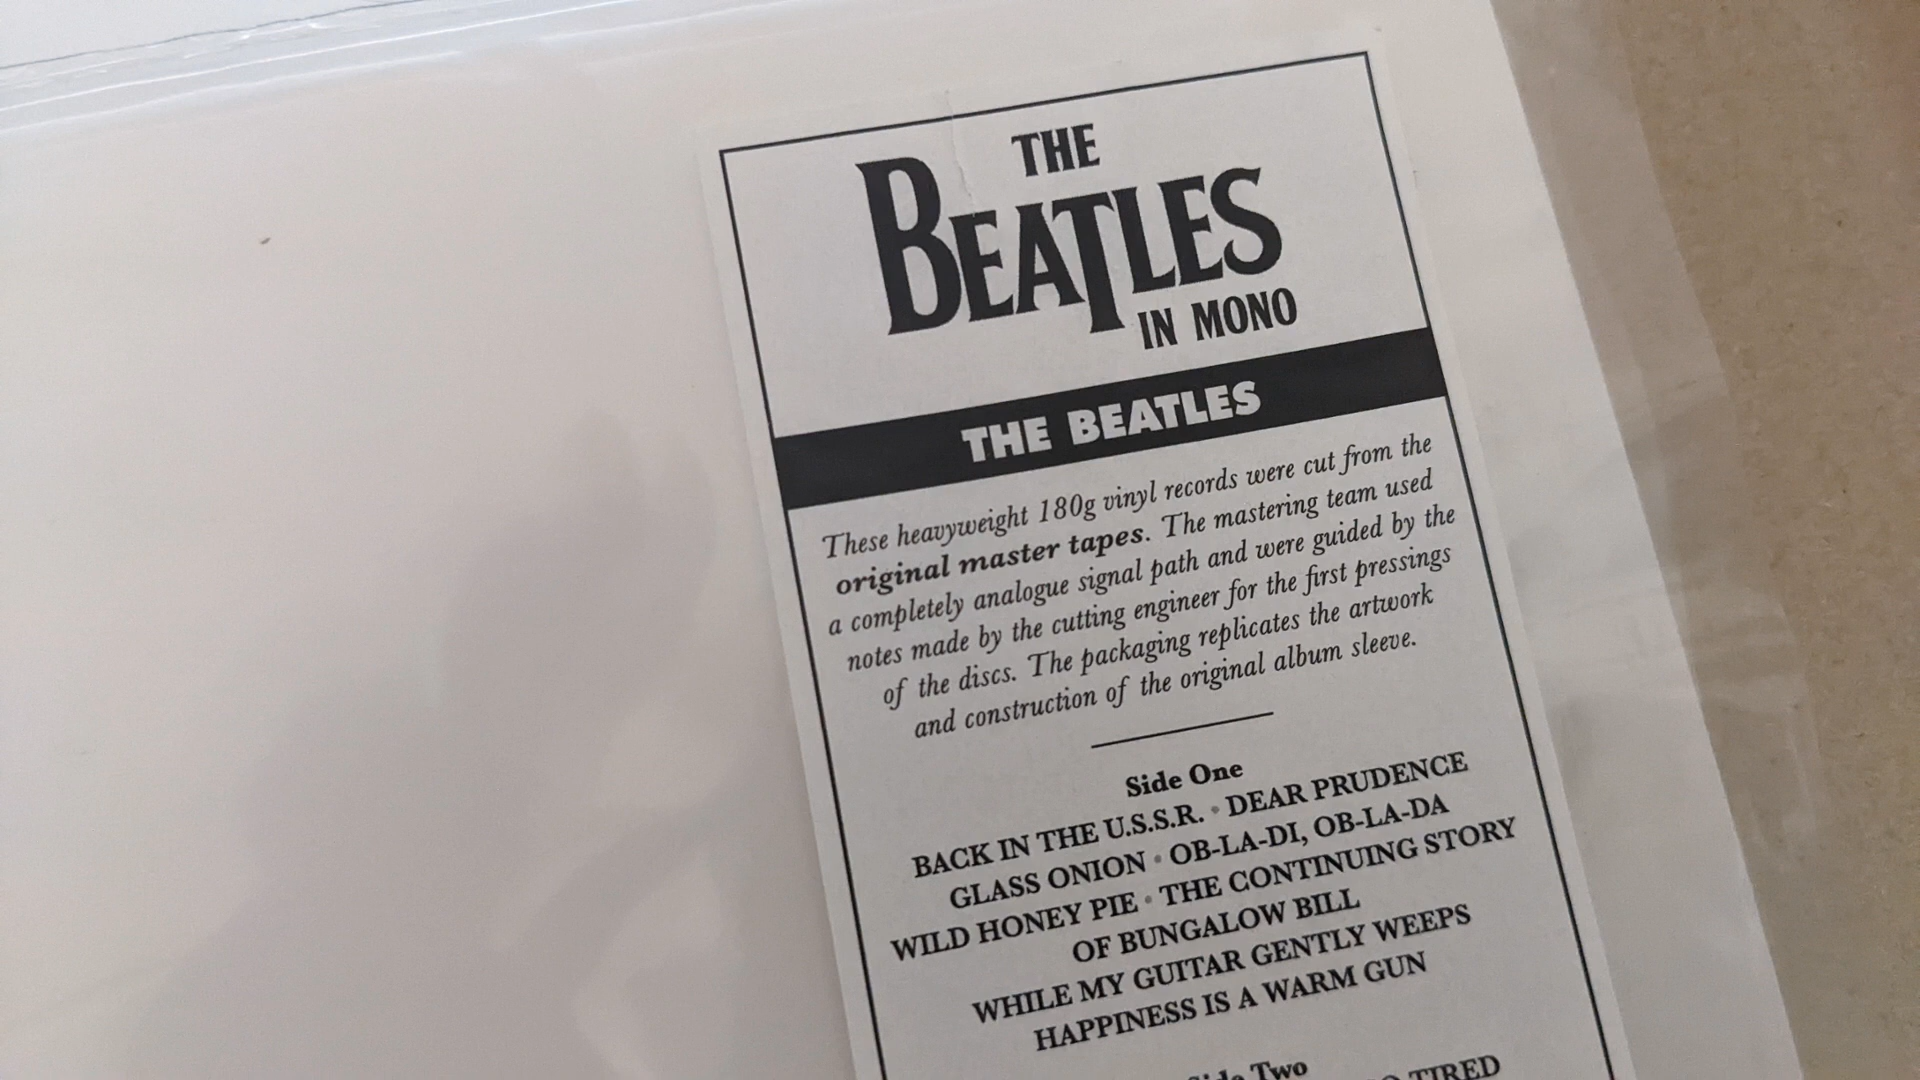 THE
BEATLES
IN MONO
THE BEATLES
These heavyweight 180g vinyl records were cut from the
original master tapes. The mastering team used
a completely analogue signal path and were guided by the
notes made by the cutting engineer for the first pressings
of the discs. The packaging replicates the artwork
and construction of the original album sleeve.
Side One
BACK IN THE U.S.S.R. • DEAR PRUDENCE
GLASS ONION • OB-LA-DI, OB-LA-DA
WILD HONEY PIE • THE CONTINUING STORY
OF BUNGALOW BILL
WHILE MY GUITAR GENTLY WEEPS
HAPPINESS IS A WARM GUN
Side Two
TIRED